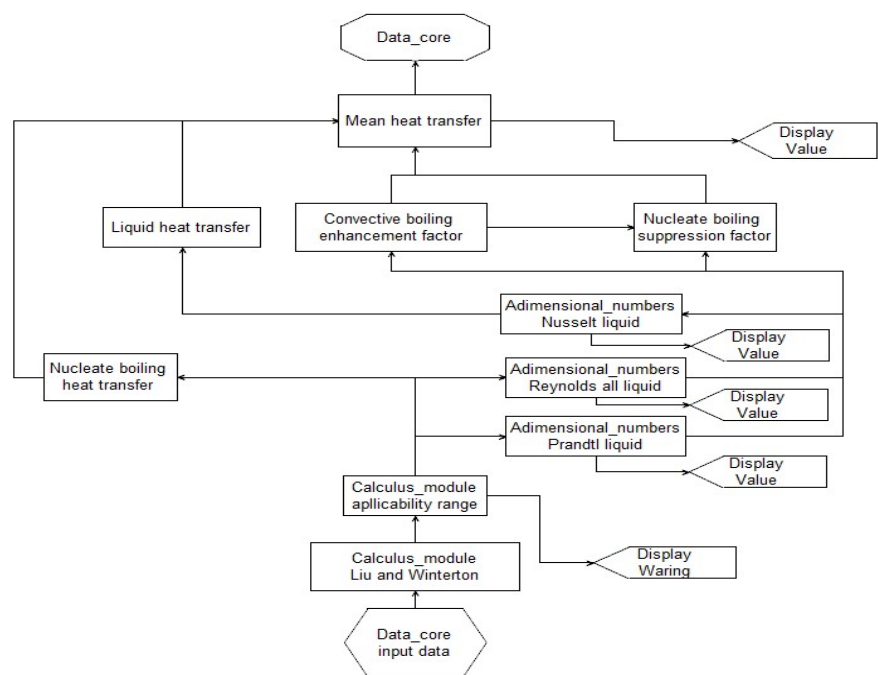 Data_core
Mean heat transfer
Display
Value
Liquid heat transfer
Convective boiling
enhancement factor
Nucleate boiling
suppression factor
Adimensional_numbers
Nusselt liquid
Display
Value
Nucleate boiling
heat transfer
Adimensional_numbers
Reynolds all liquid
Display
Value
Adimensional_numbers
Prandtl liquid
Display
Value
Calculus_module
apllicability range
Calculus_module
Liu and Winterton
Display
Waring
Data_core
input data